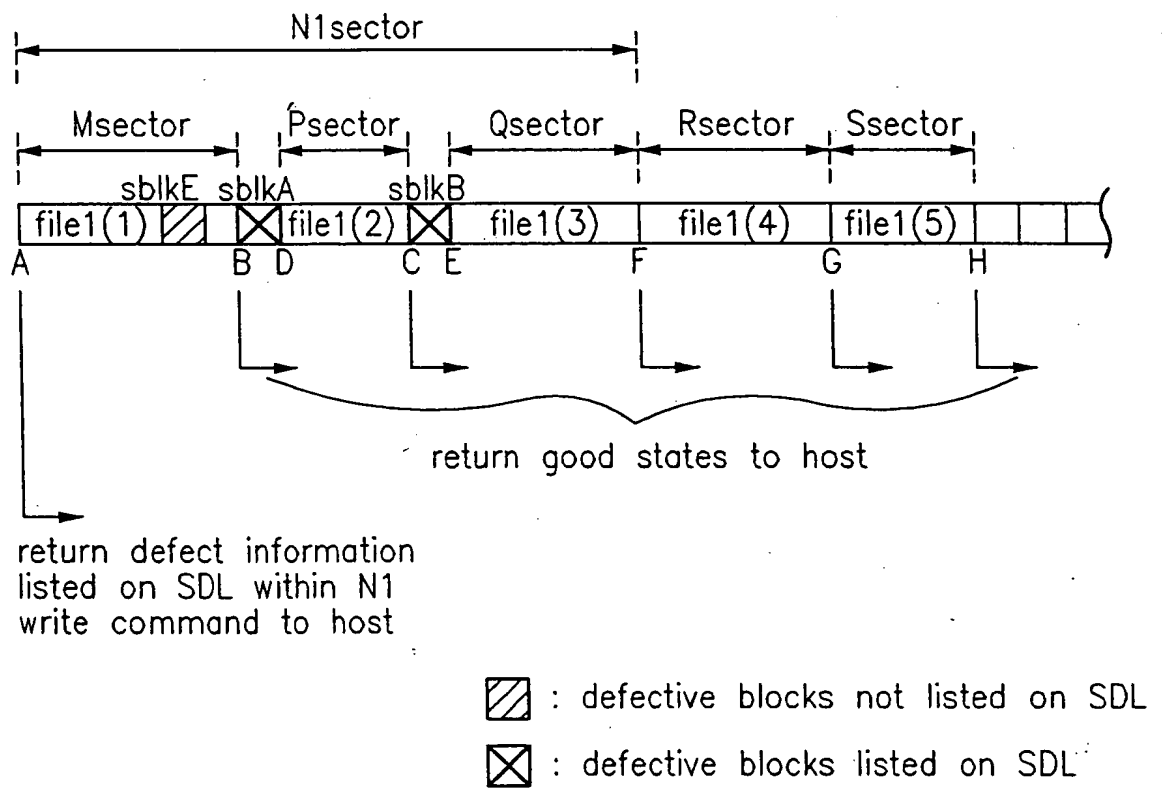 N1sector
Msector Psector Qsector Rsector Ssector
sblkE sblkA sblkB
file1(1) file1(2) file1(3) file1(4) file1(5)
A B D C E F G H
return good states to host
return defect information
listed on SDL within N1
write command to host
: defective blocks not listed on SDL
: defective blocks listed on SDL